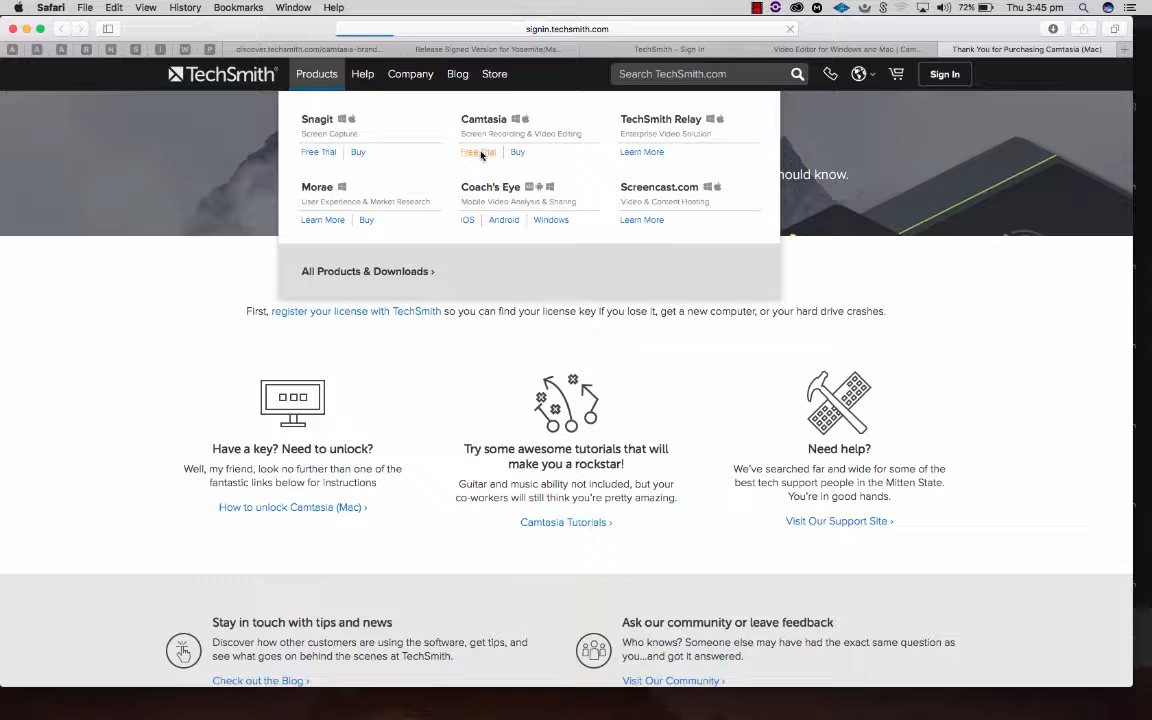 Safari File Edit View History Bookmarks Window Help 72% Thu 3:45 pm
signin.techsmith.com
A A A R N S I W P discover.techsmith.com/camtasia-brand... Release Signed Version for Yosemite/Ma... TechSmith - Sign in Video Editor for Windows and Mac | Cam... Thank You for Purchasing Camtasia (Mac)
TechSmith Products Help Company Blog Store Search TechSmith.com Sign In
Snagit Camtasia TechSmith Relay
Screen Capture Screen Recording & Video Editing Enterprise Video Solution
Free Trial Buy Free Trial Buy Learn More
ould know.
Morae Coach's Eye Screencast.com
User Experience & Market Research Mobile Video Analysis & Sharing Video & Content Hosting
Learn More Buy iOS Android Windows Learn More
All Products & Downloads ›
First, register your license with TechSmith so you can find your license key if you lose it, get a new computer, or your hard drive crashes.
Have a key? Need to unlock?
Well, my friend, look no further than one of the
fantastic links below for instructions
How to unlock Camtasia (Mac) ›
Try some awesome tutorials that will
make you a rockstar!
Guitar and music ability not included, but your
co-workers will still think you're pretty amazing.
Camtasia Tutorials ›
Need help?
We've searched far and wide for some of the
best tech support people in the Mitten State.
You're in good hands.
Visit Our Support Site ›
Stay in touch with tips and news
Discover how other customers are using the software, get tips, and
see what goes on behind the scenes at TechSmith.
Check out the Blog ›
Ask our community or leave feedback
Who knows? Someone else may have had the exact same question as
you...and got it answered.
Visit Our Community ›